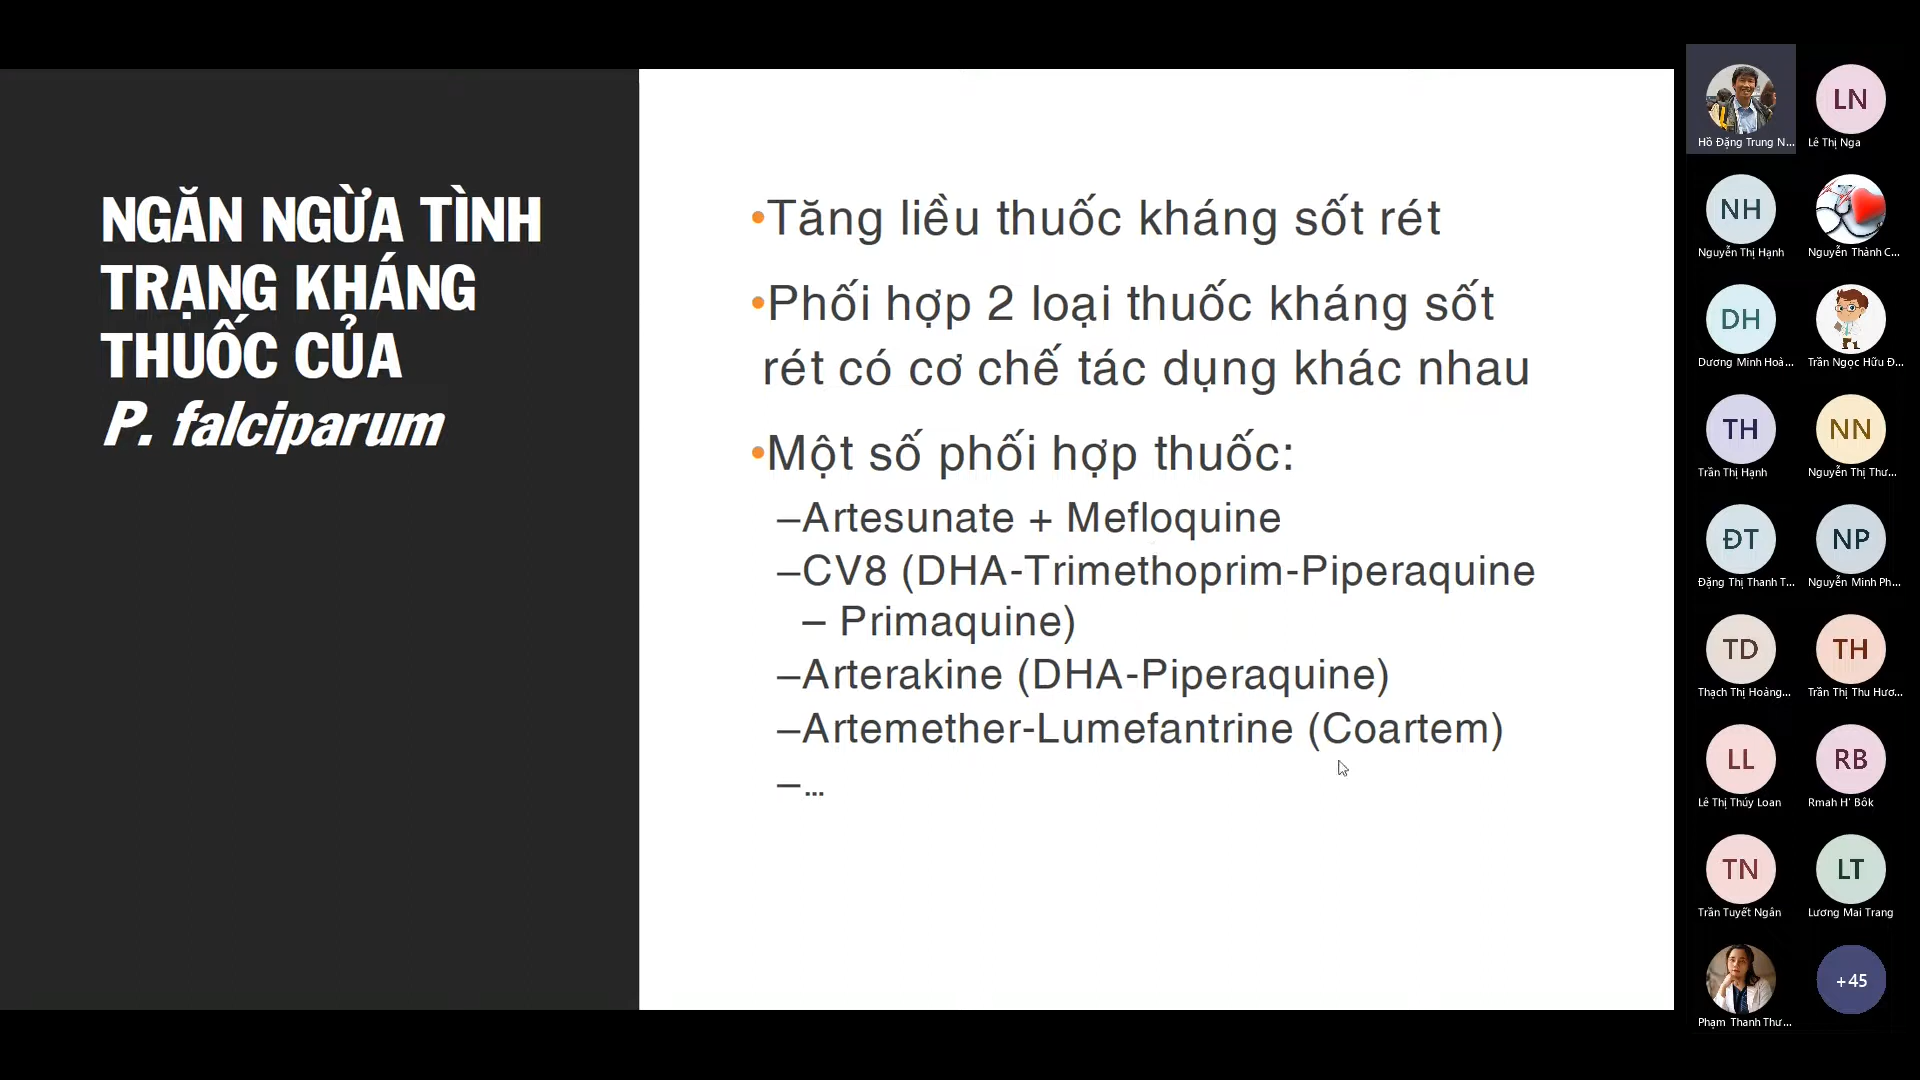 NGĂN NGỪA TÌNH
TRẠNG KHÁNG
THUỐC CỦA
P. falciparum
•Tăng liều thuốc kháng sốt rét
•Phối hợp 2 loại thuốc kháng sốt
rét có cơ chế tác dụng khác nhau
•Một số phối hợp thuốc:
–Artesunate + Mefloquine
–CV8 (DHA-Trimethoprim-Piperaquine
– Primaquine)
–Arterakine (DHA-Piperaquine)
–Artemether-Lumefantrine (Coartem)
–...
Hồ Đặng Trung N...
LN
Lê Thị Nga
NH
Nguyễn Thị Hạnh
Nguyễn Thành C...
DH
Dương Minh Hoà...
Trần Ngọc Hữu Đ...
TH
Trần Thị Hạnh
NN
Nguyễn Thị Thư...
ĐT
Đặng Thị Thanh T...
NP
Nguyễn Minh Ph...
TD
Thạch Thị Hoàng...
TH
Trần Thị Thu Hươ...
LL
Lê Thị Thúy Loan
RB
Rmah H' Bôk
TN
Trần Tuyết Ngân
LT
Lương Mai Trang
Phạm Thanh Thư...
+45